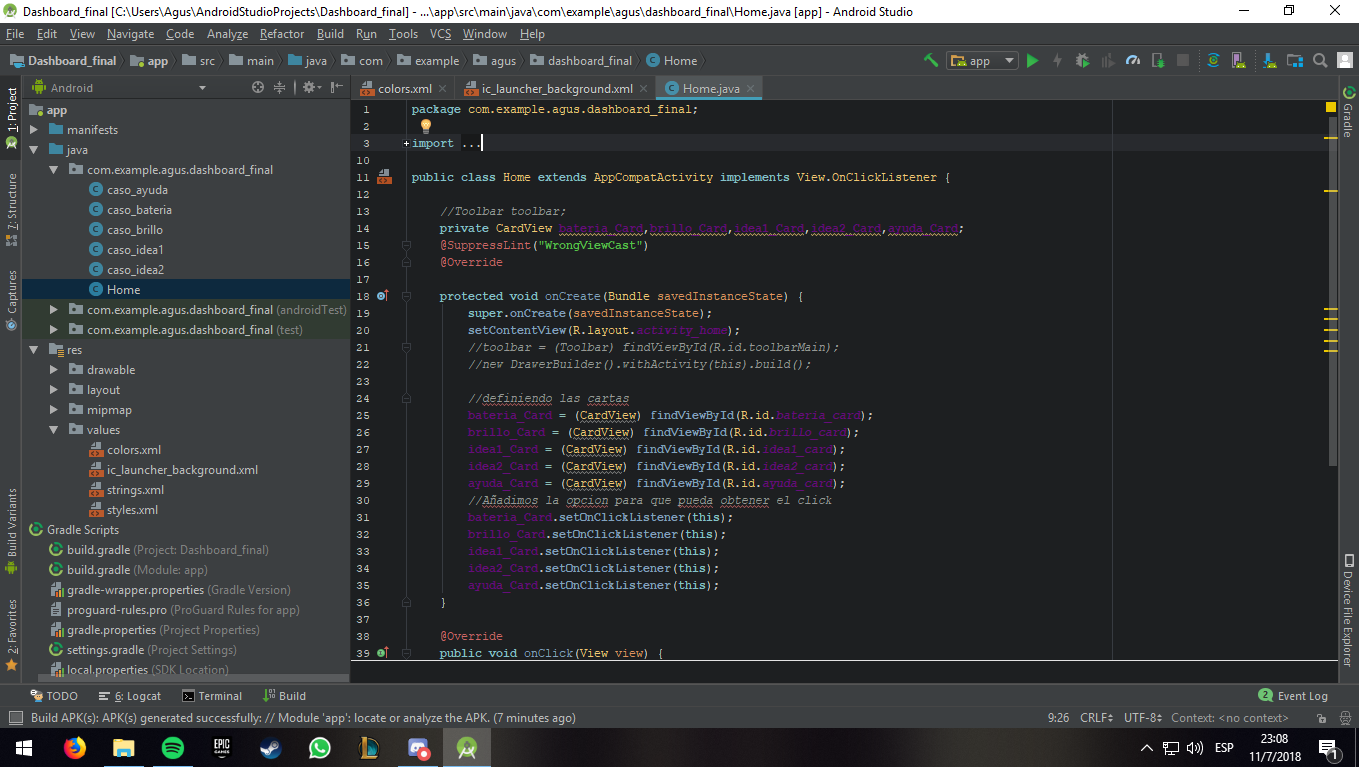 Dashboard_final [C:\Users\Agus\AndroidStudioProjects\Dashboard_final] - ...\app\src\main\java\com\example\agus\dashboard_final\Home.java [app] - Android Studio
File Edit View Navigate Code Analyze Refactor Build Run Tools VCS Window Help
Dashboard_final app src main java com example agus dashboard_final Home app
Android colors.xml ic_launcher_background.xml Home.java
1: Project
7: Structure
Captures
Build Variants
2: Favorites
app
manifests
java
com.example.agus.dashboard_final
caso_ayuda
caso_bateria
caso_brillo
caso_idea1
caso_idea2
Home
com.example.agus.dashboard_final (androidTest)
com.example.agus.dashboard_final (test)
res
drawable
layout
mipmap
values
colors.xml
ic_launcher_background.xml
strings.xml
styles.xml
Gradle Scripts
build.gradle (Project: Dashboard_final)
build.gradle (Module: app)
gradle-wrapper.properties (Gradle Version)
proguard-rules.pro (ProGuard Rules for app)
gradle.properties (Project Properties)
settings.gradle (Project Settings)
local.properties (SDK Location)
1 package com.example.agus.dashboard_final;
2
3 import ...
10
11 public class Home extends AppCompatActivity implements View.OnClickListener {
12
13 //Toolbar toolbar;
14 private CardView bateria_Card,brillo_Card,idea1_Card,idea2_Card,ayuda_Card;
15 @SuppressLint("WrongViewCast")
16 @Override
17
18 protected void onCreate(Bundle savedInstanceState) {
19 super.onCreate(savedInstanceState);
20 setContentView(R.layout.activity_home);
21 //toolbar = (Toolbar) findViewById(R.id.toolbarMain);
22 //new DrawerBuilder().withActivity(this).build();
23
24 //definiendo las cartas
25 bateria_Card = (CardView) findViewById(R.id.bateria_card);
26 brillo_Card = (CardView) findViewById(R.id.brillo_card);
27 idea1_Card = (CardView) findViewById(R.id.idea1_card);
28 idea2_Card = (CardView) findViewById(R.id.idea2_card);
29 ayuda_Card = (CardView) findViewById(R.id.ayuda_card);
30 //Añadimos la opcion para que pueda obtener el click
31 bateria_Card.setOnClickListener(this);
32 brillo_Card.setOnClickListener(this);
33 idea1_Card.setOnClickListener(this);
34 idea2_Card.setOnClickListener(this);
35 ayuda_Card.setOnClickListener(this);
36 }
37
38 @Override
39 public void onClick(View view) {
Gradle
Device File Explorer
TODO 6: Logcat Terminal Build 2 Event Log
Build APK(s): APK(s) generated successfully: // Module 'app': locate or analyze the APK. (7 minutes ago) 9:26 CRLF UTF-8 Context: <no context>
EPIC GAMES
L
ESP
23:08
11/7/2018
1